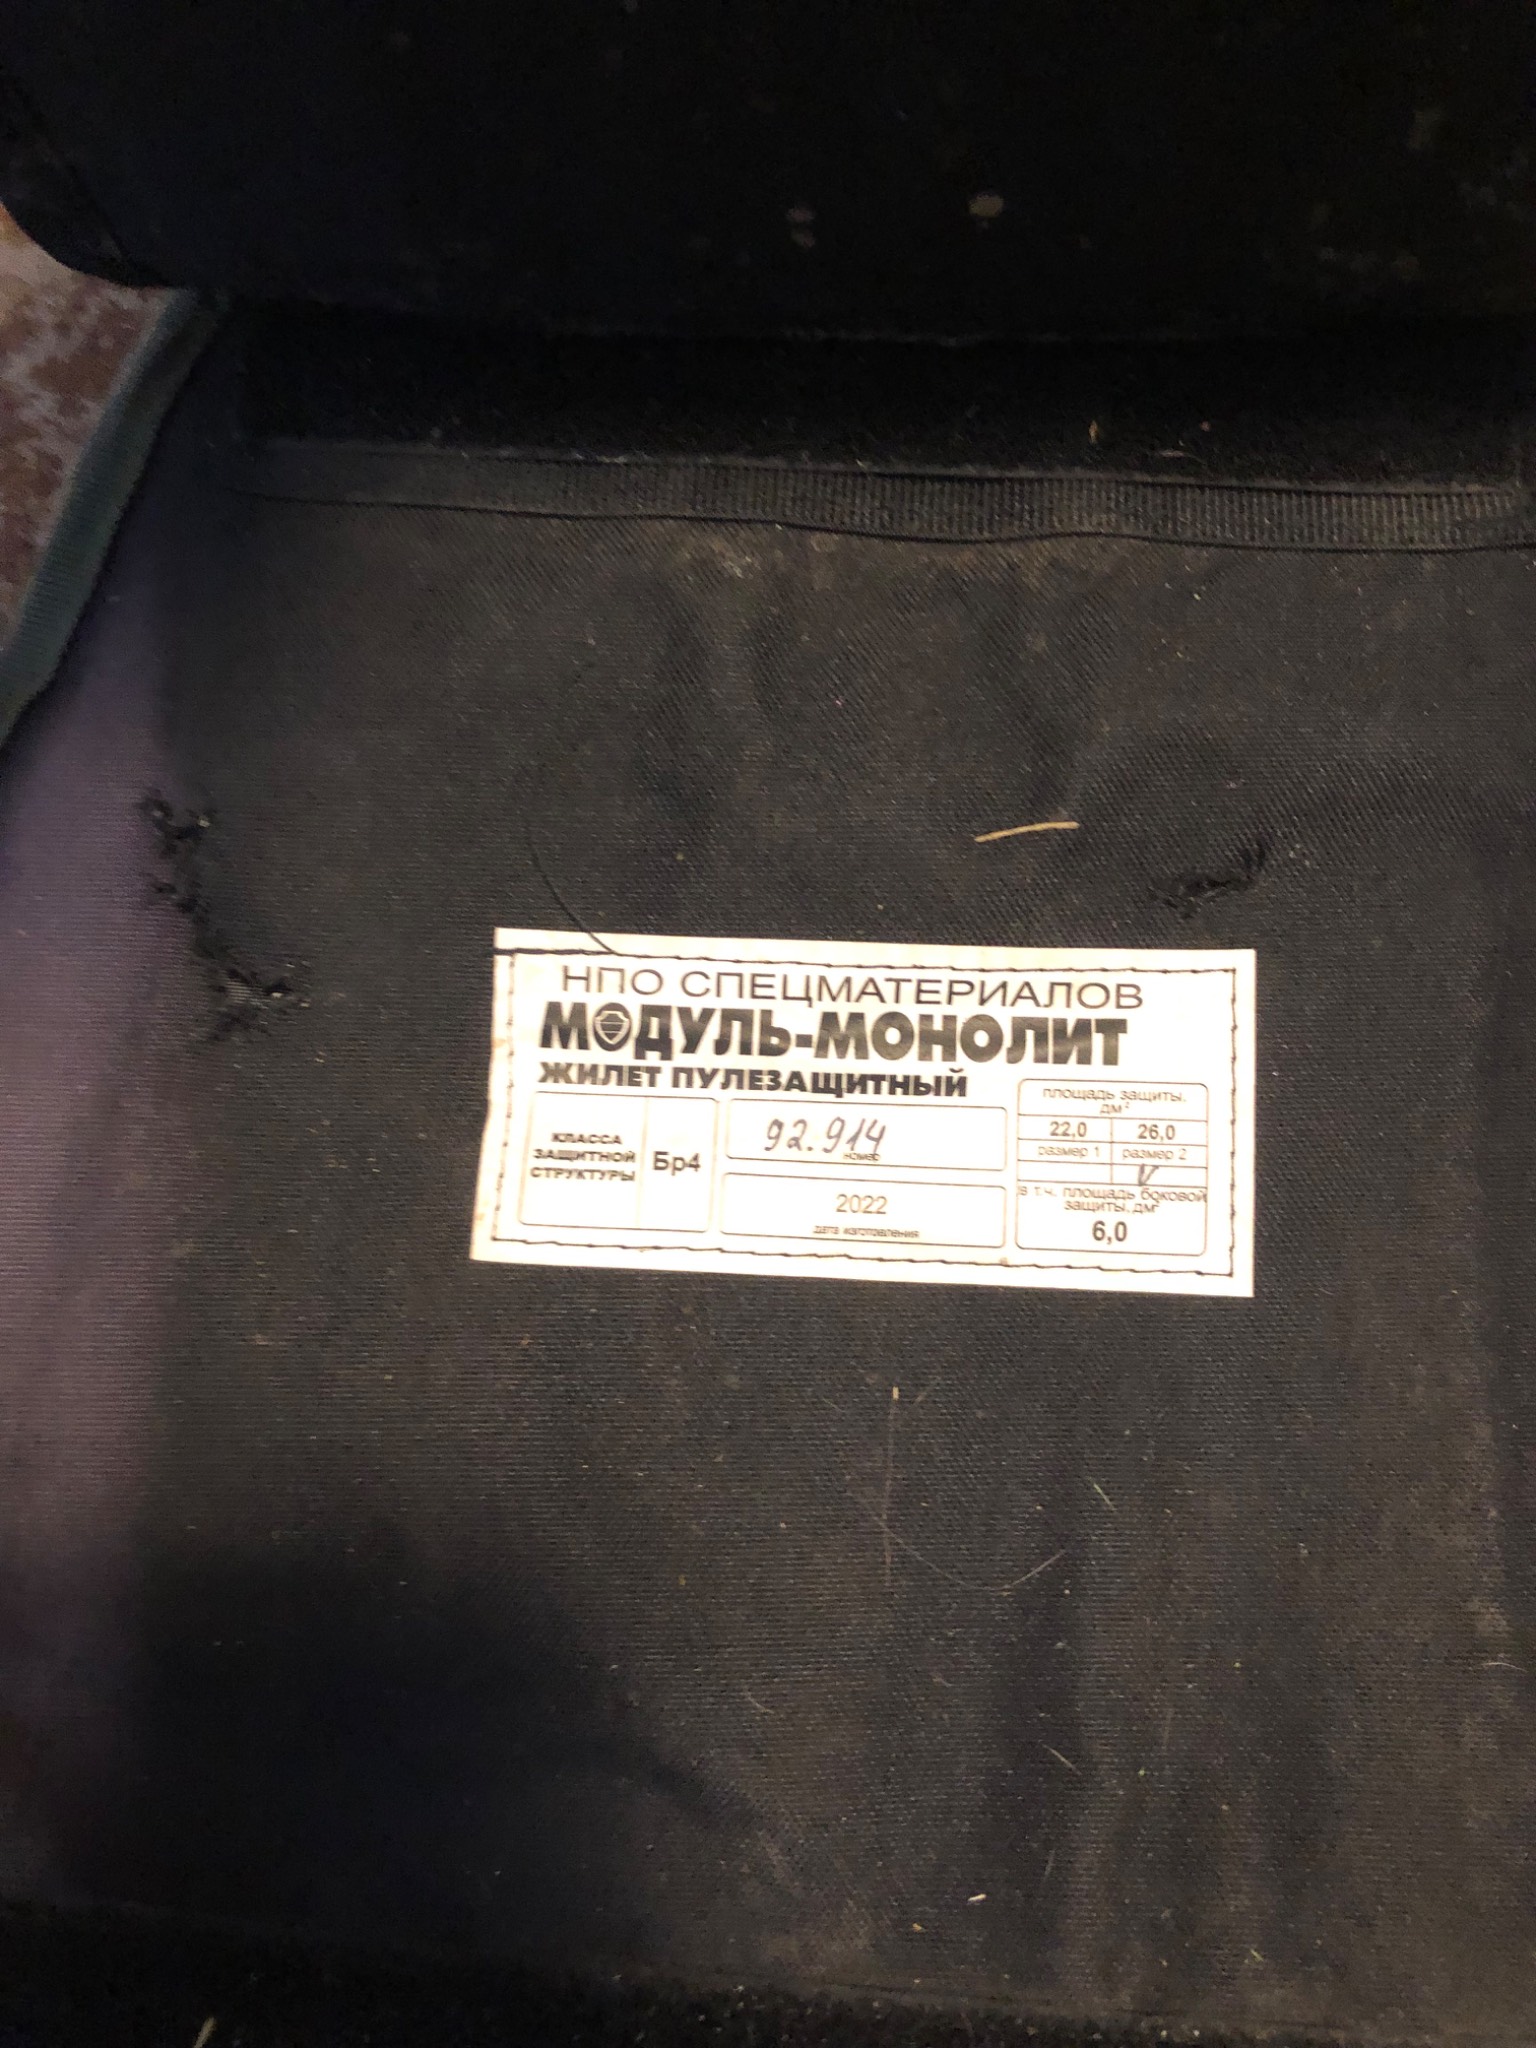 НПО СПЕЦМАТЕРИАЛОВ
МОДУЛЬ-МОНОЛИТ
ЖИЛЕТ ПУЛЕЗАЩИТНЫЙ
КЛАССА
ЗАЩИТНОЙ
СТРУКТУРЫ
Бр4
92.914
номер
2022
дата изготовления
площадь защиты,
дм²
22,0 26,0
размер 1 размер 2
V
в т.ч. площадь боковой
защиты, дм²
6,0